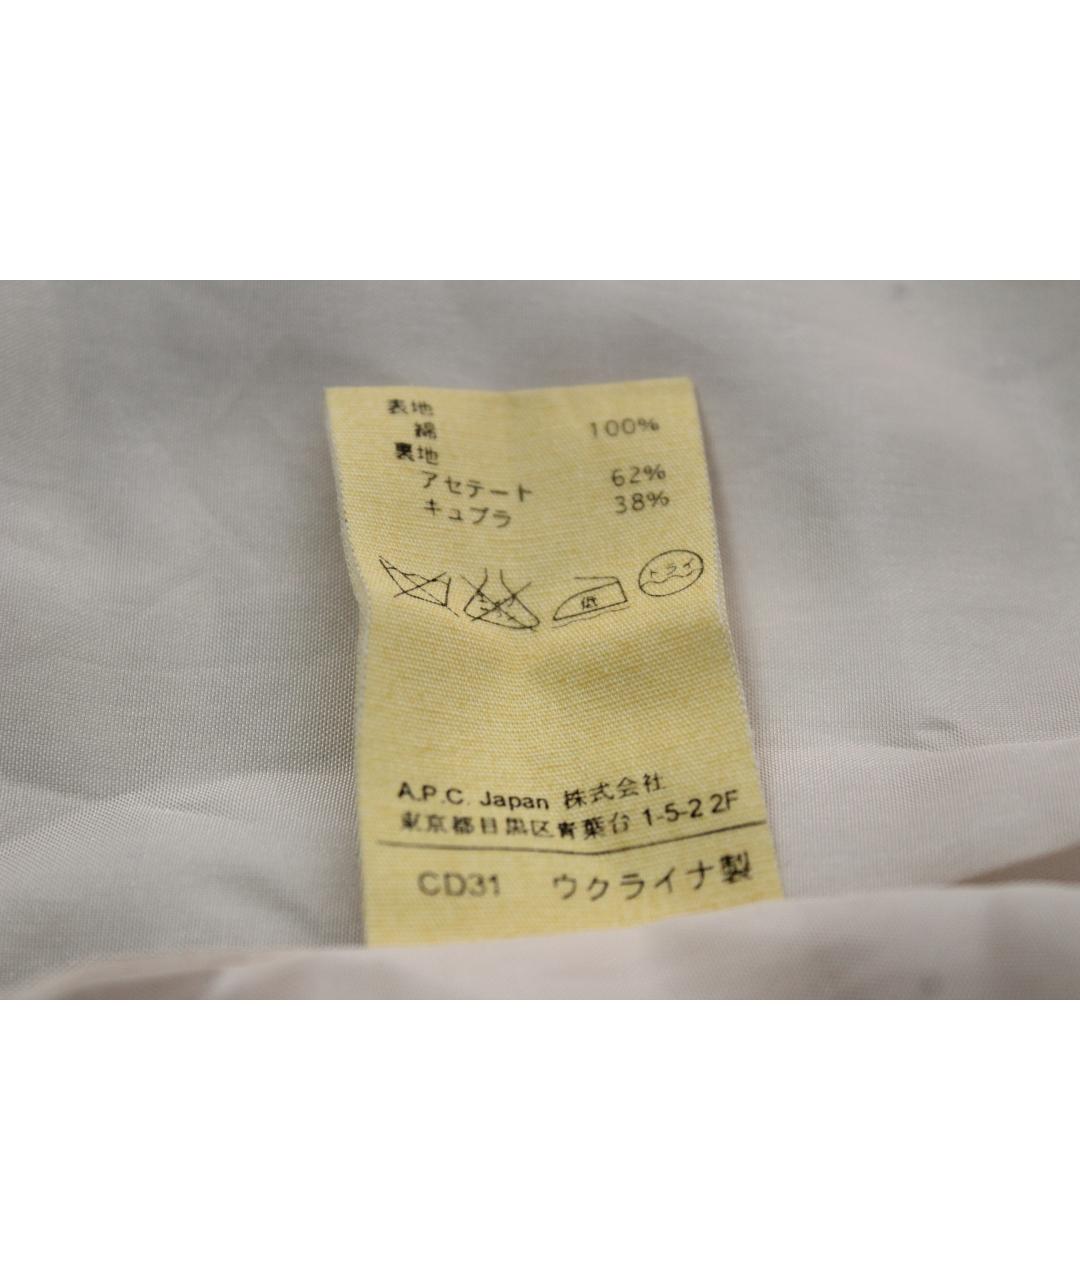 表地
綿 100%
裏地
アセテート 62%
キュプラ 38%
低 ドライ
A.P.C. Japan 株式会社
東京都目黒区青葉台 1-5-2 2F
CD31 ウクライナ製